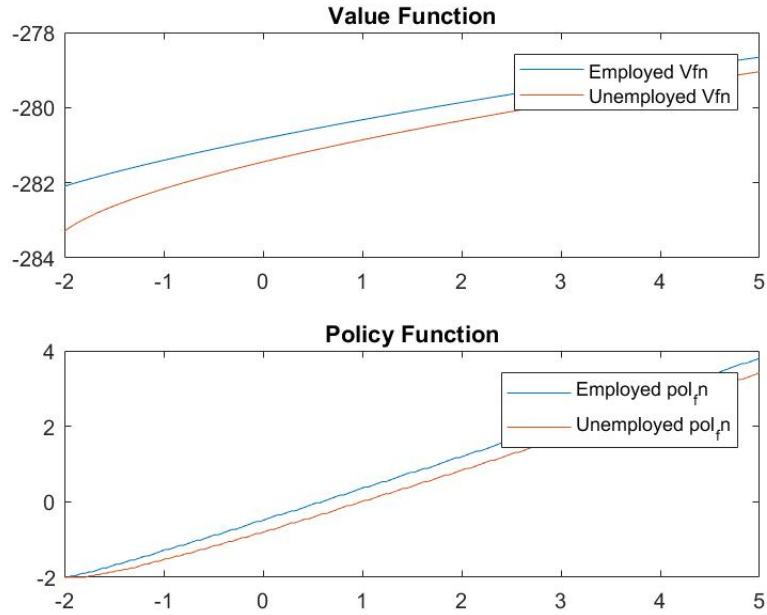 Value Function
-278
-280
-282
-284
Employed Vfn
Unemployed Vfn
-2 -1 0 1 2 3 4 5
Policy Function
4
2
0
-2
Employed pol_fn
Unemployed pol_fn
-2 -1 0 1 2 3 4 5